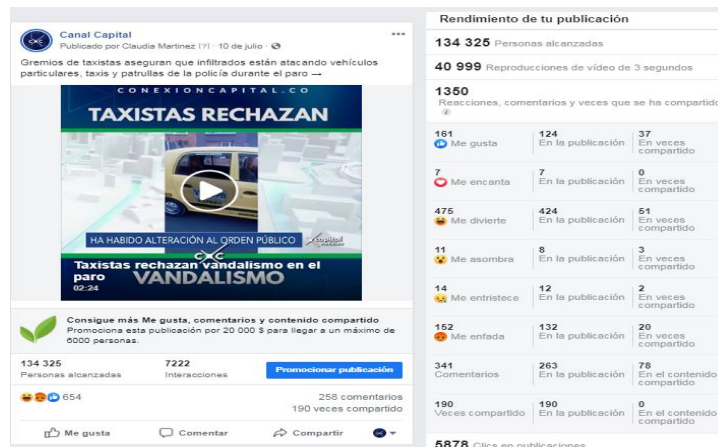 Canal Capital
Publicado por Claudia Martinez [?] · 10 de julio ·
Gremios de taxistas aseguran que infiltrados están atacando vehículos
particulares, taxis y patrullas de la policía durante el paro →
CONEXIONCAPITAL.CO
TAXISTAS RECHAZAN
HA HABIDO ALTERACIÓN AL ORDEN PÚBLICO
capital
CXC
Taxistas rechazan vandalismo en el
paro
VANDALISMO
02:24
Consigue más Me gusta, comentarios y contenido compartido
Promociona esta publicación por 20 000 $ para llegar a un máximo de
6000 personas.
134 325
Personas alcanzadas
7222
Interacciones
Promocionar publicación
654
258 comentarios
190 veces compartido
Me gusta
Comentar
Compartir
Rendimiento de tu publicación
134 325 Personas alcanzadas
40 999 Reproducciones de vídeo de 3 segundos
1350
Reacciones, comentarios y veces que se ha compartido
161
Me gusta
124
En la publicación
37
En veces
compartido
7
Me encanta
7
En la publicación
0
En veces
compartido
475
Me divierte
424
En la publicación
51
En veces
compartido
11
Me asombra
8
En la publicación
3
En veces
compartido
14
Me entristece
12
En la publicación
2
En veces
compartido
152
Me enfada
132
En la publicación
20
En veces
compartido
341
Comentarios
263
En la publicación
78
En el contenido
compartido
190
Veces compartido
190
En la publicación
0
En el contenido
compartido
5878 Clics en publicaciones